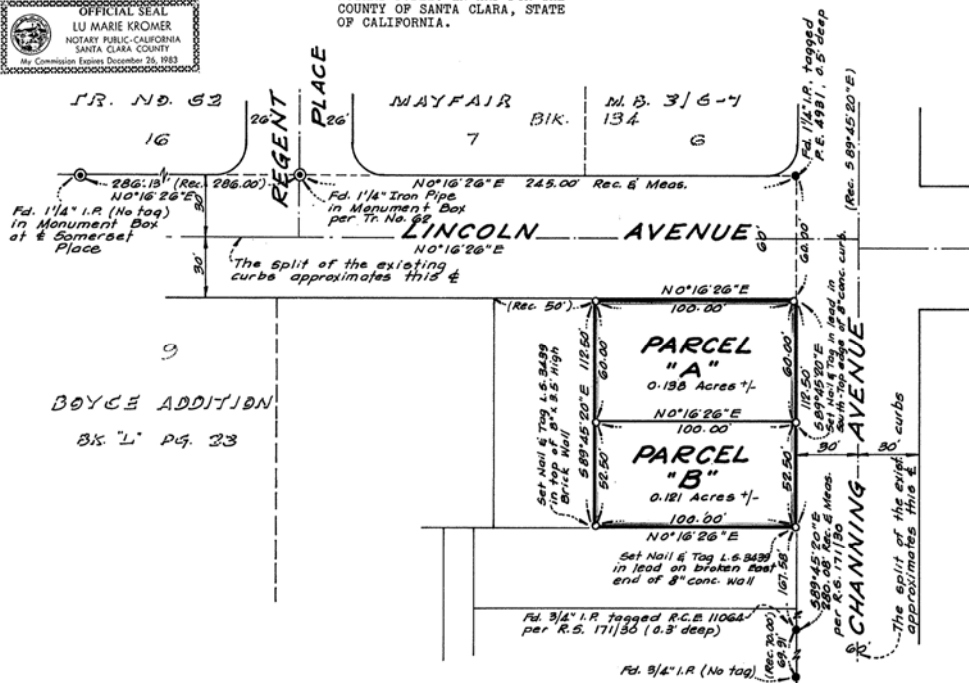 OFFICIAL SEAL
LU MARIE KROMER
NOTARY PUBLIC-CALIFORNIA
SANTA CLARA COUNTY
My Commission Expires December 26, 1983
COUNTY OF SANTA CLARA, STATE
OF CALIFORNIA.
TR. NO. 62
16
26'
REGENT
PLACE
26'
MAYFAIR
7
BlK.
134
M.B. 3/6-7
6
Fd. 1¼" I.P. tagged
P.E. 4931, 0.5' deep
(Rec. S 89°45'20"E)
286.13' (Rec. 286.00')
N0°16'26"E
30'
Fd. 1¼" I.P. (No tag)
in Monument Box
at ℄ Somerset
Place
Fd. 1¼" Iron Pipe
in Monument Box
per Tr. No. 62
N0°16'26"E 245.00' Rec. & Meas.
LINCOLN AVENUE
N0°16'26"E
60'
60.00'
30'
The split of the existing
curbs approximates this ℄
9
BOYCE ADDITION
BK. "L" PG. 23
(Rec. 50')
N0°16'26"E
100.00'
S89°45'20"E 112.50'
60.00'
PARCEL
"A"
0.138 Acres +/-
60.00'
112.50'
S89°45'20"E
Set Nail & Tag in lead in
South-Top edge of 8" conc. curb.
N0°16'26"E
100.00'
Set Nail & Tag L.S. 3439
in top of 8" x 3.5' High
Brick Wall
52.50'
PARCEL
"B"
0.121 Acres +/-
52.50'
100.00'
N0°16'26"E
30'
30'
CHANNING AVENUE
60'
The split of the exist. curbs
approximates this ℄
Set Nail & Tag L.S. 3439
in lead on broken East
end of 8" conc. wall
167.58'
S89°45'20"E
280.08' Rec. & Meas.
per R.S. 171/30
Fd. 3/4" I.P. tagged R.C.E. 11064
per R.S. 171/30 (0.3' deep)
(Rec. 70.00')
69.91'
Fd. 3/4" I.P. (No tag)